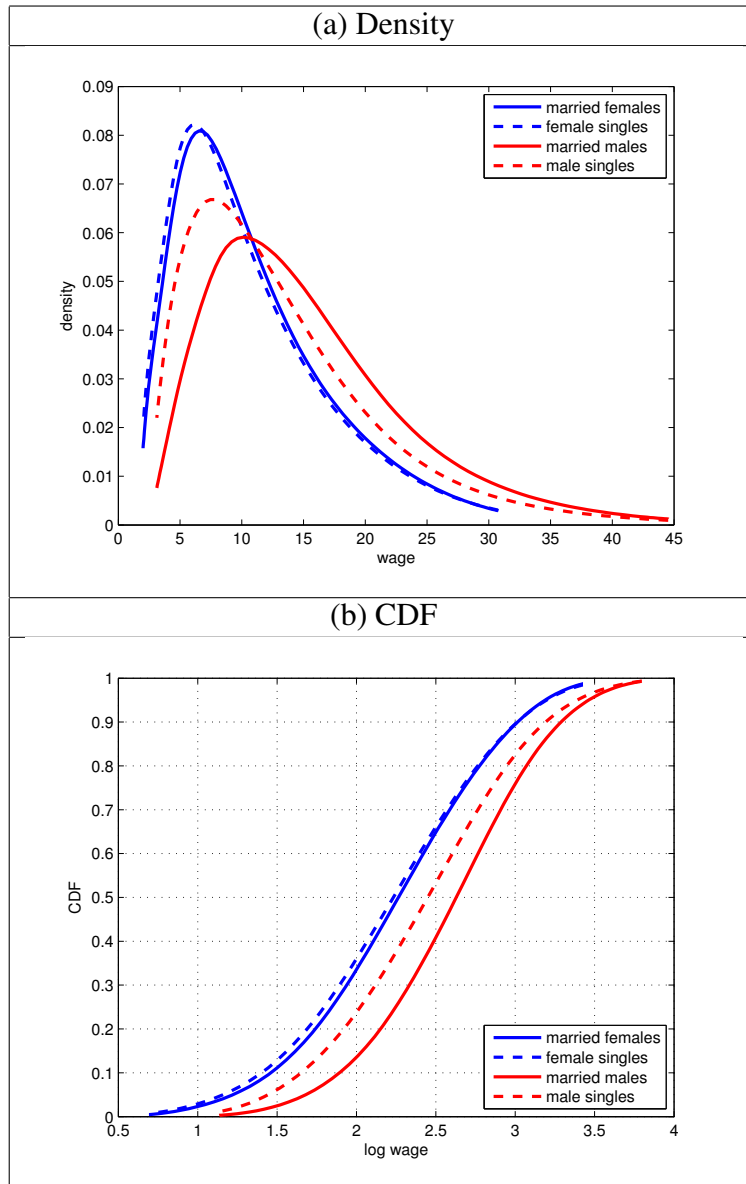 (a) Density
0.09
0.08
0.07
0.06
0.05
0.04
0.03
0.02
0.01
0
density
married females
female singles
married males
male singles
0 5 10 15 20 25 30 35 40 45
wage
(b) CDF
1
0.9
0.8
0.7
0.6
0.5
0.4
0.3
0.2
0.1
0
CDF
married females
female singles
married males
male singles
0.5 1 1.5 2 2.5 3 3.5 4
log wage